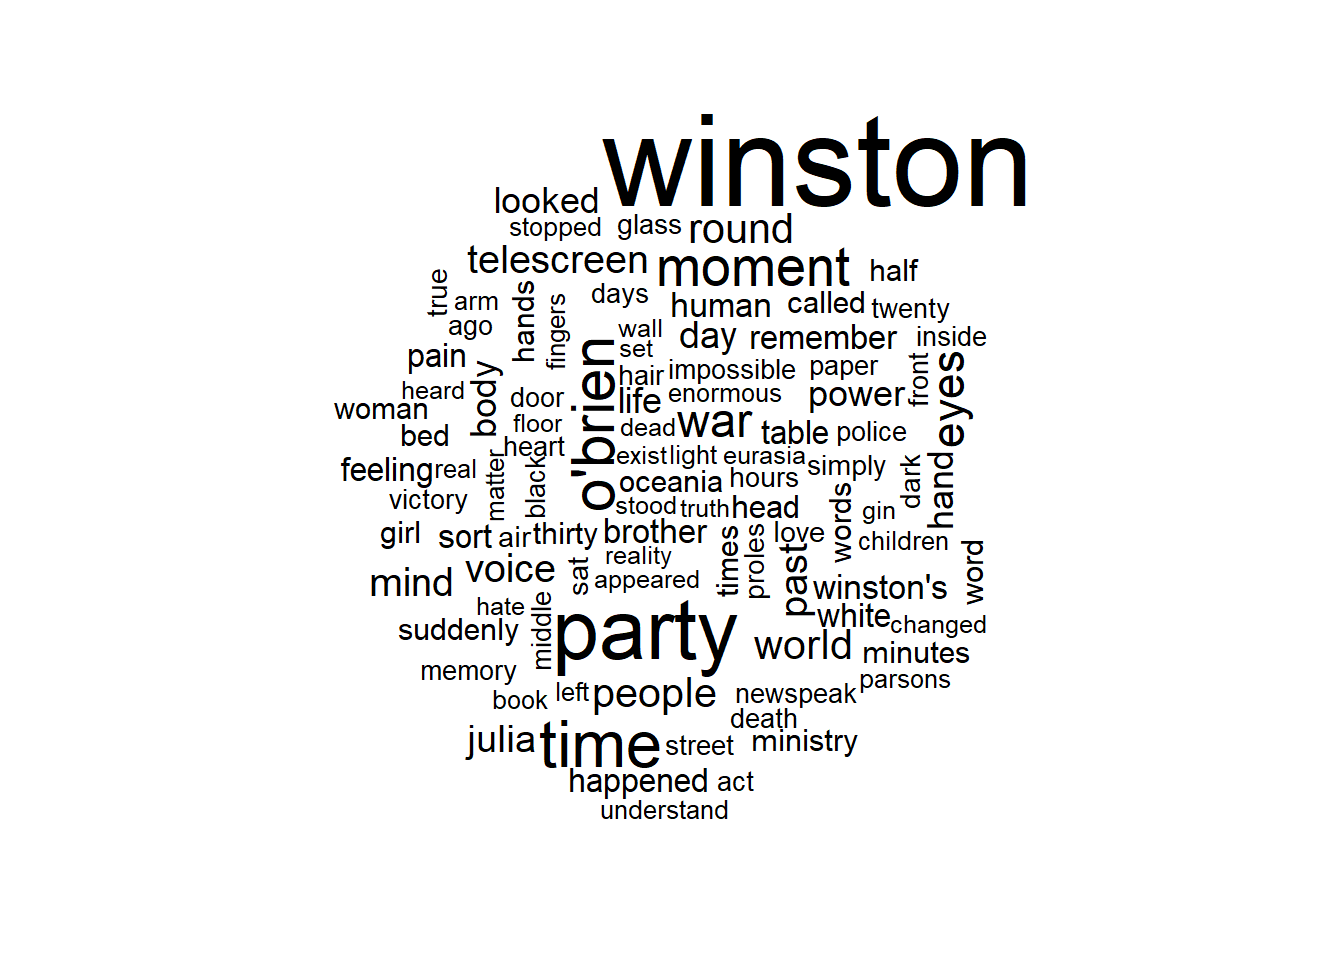 winston
looked
stopped glass round
telescreen moment half
true arm hands fingers days human called twenty
ago wall day remember inside
pain body o'brien set hair impossible paper front eyes
heard door life enormous power
woman floor dead war table police
bed heart exist light eurasia simply
feeling real matter black oceania hours dark hand
victory stood truth head words gin
girl sort air thirty brother times proles love children word
mind voice sat reality past winston's
hate middle appeared white changed
suddenly party world minutes
memory parsons
book left people newspeak
death
julia time street ministry
happened act
understand